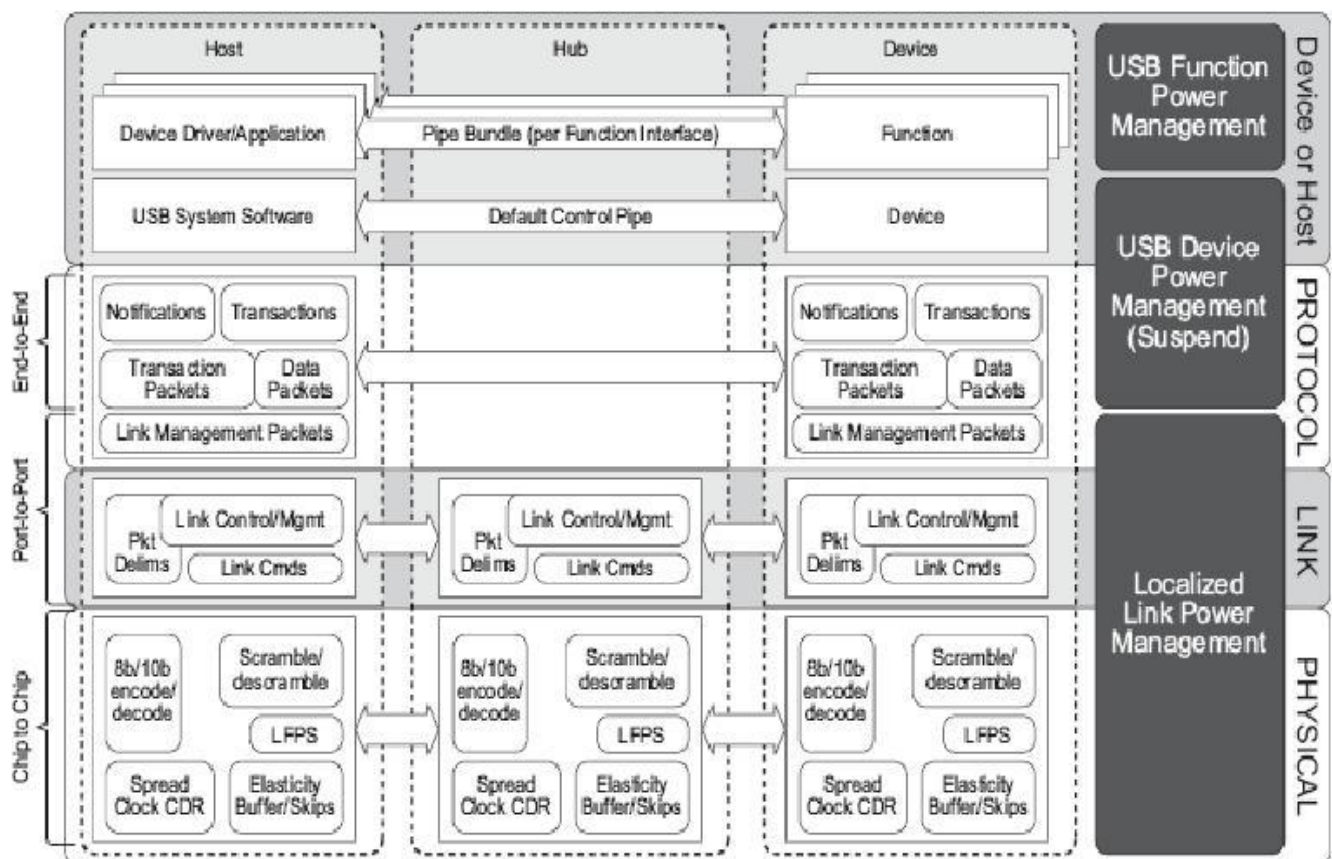 Host
Hub
Device
Device Driver/Application
Pipe Bundle (per Function Interface)
Function
USB System Software
Default Control Pipe
Device
USB Function
Power
Management
Device or Host
USB Device
Power
Management
(Suspend)
End-to-End
Notifications
Transactions
Transaction
Packets
Data
Packets
Link Management Packets
Notifications
Transactions
Transaction
Packets
Data
Packets
Link Management Packets
PROTOCOL
Port-to-Port
Pkt
Delims
Link Control/Mgmt
Link Cmds
Pkt
Delims
Link Control/Mgmt
Link Cmds
Pkt
Delims
Link Control/Mgmt
Link Cmds
LINK
Localized
Link Power
Management
Chip to Chip
8b/10b
encode/
decode
Scramble/
descramble
LFPS
Spread
Clock CDR
Elasticity
Buffer/Skips
8b/10b
encode/
decode
Scramble/
descramble
LFPS
Spread
Clock CDR
Elasticity
Buffer/Skips
8b/10b
encode/
decode
Scramble/
descramble
LFPS
Spread
Clock CDR
Elasticity
Buffer/Skips
PHYSICAL